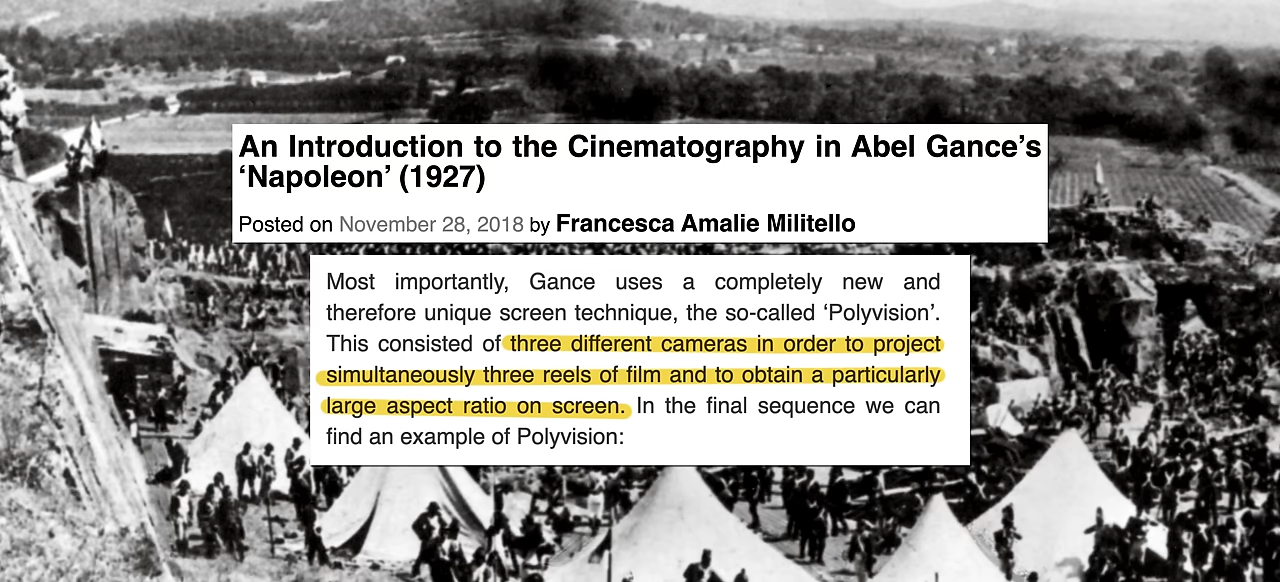 An Introduction to the Cinematography in Abel Gance’s
‘Napoleon’ (1927)
Posted on November 28, 2018 by Francesca Amalie Militello
Most importantly, Gance uses a completely new and
therefore unique screen technique, the so-called ‘Polyvision’.
This consisted of three different cameras in order to project
simultaneously three reels of film and to obtain a particularly
large aspect ratio on screen. In the final sequence we can
find an example of Polyvision: